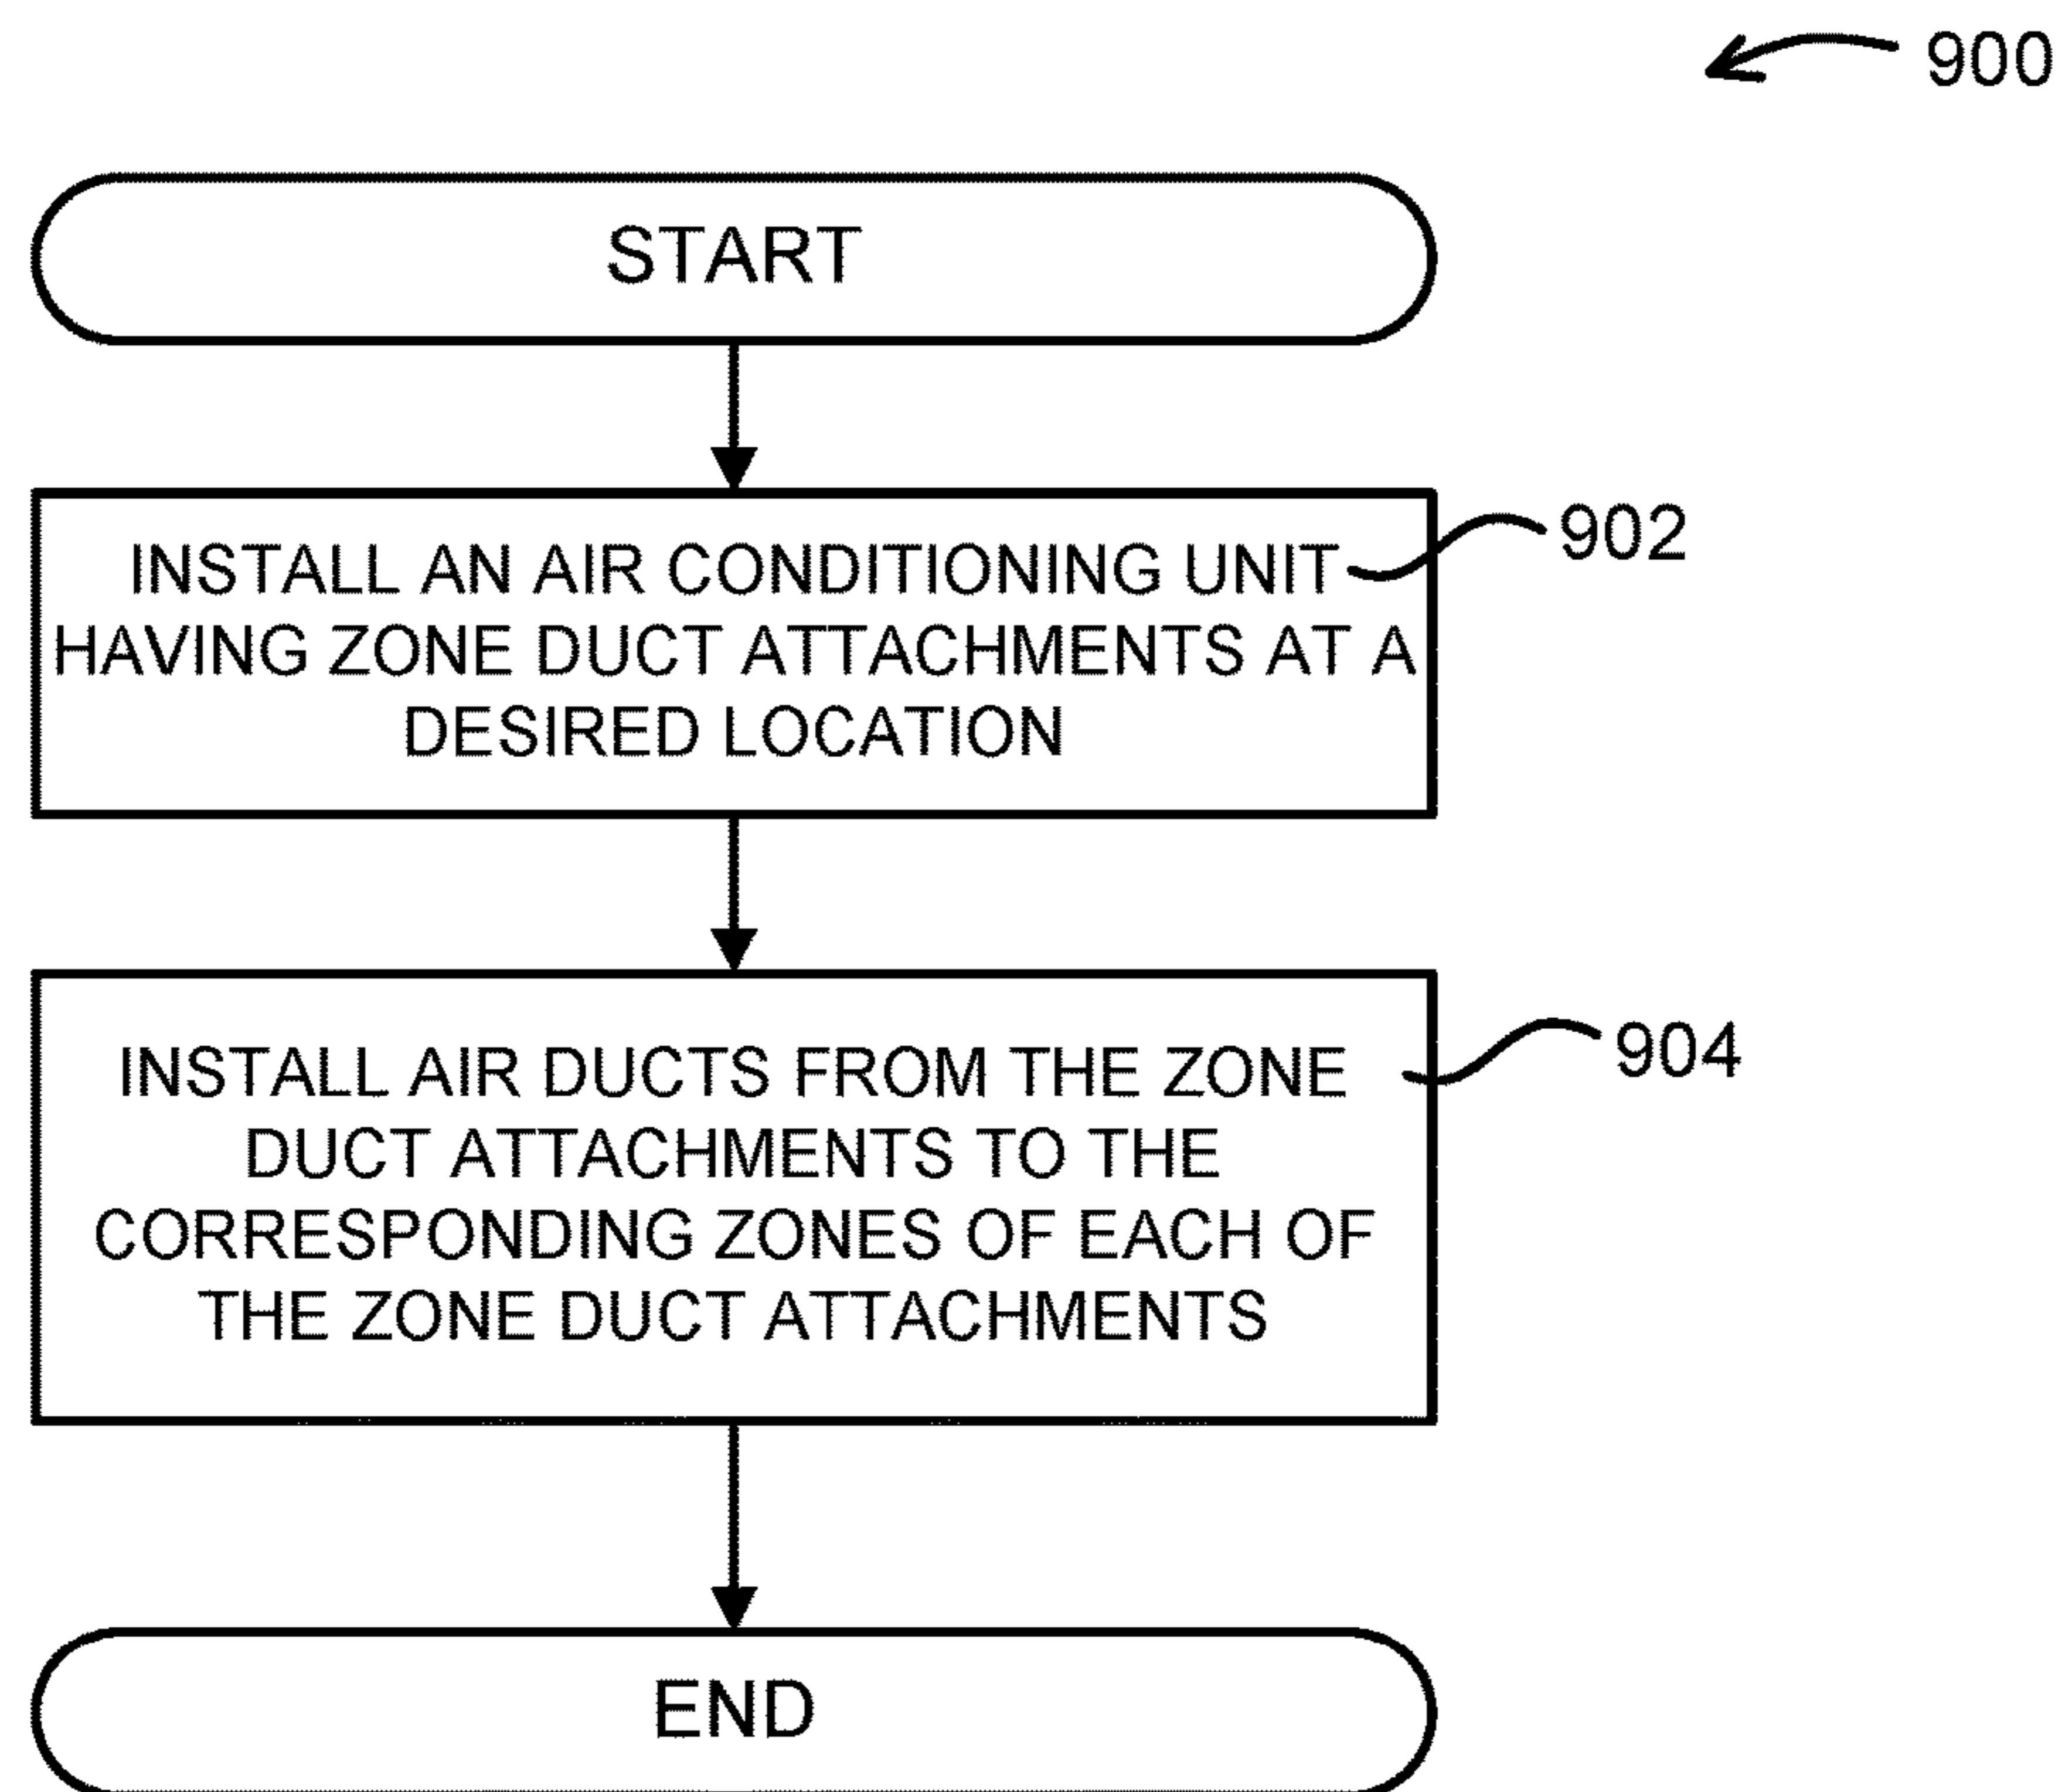 900
START
INSTALL AN AIR CONDITIONING UNIT
902
HAVING ZONE DUCT ATTACHMENTS AT A
DESIRED LOCATION
INSTALL AIR DUCTS FROM THE ZONE
904
DUCT ATTACHMENTS TO THE
CORRESPONDING ZONES OF EACH OF
THE ZONE DUCT ATTACHMENTS
END